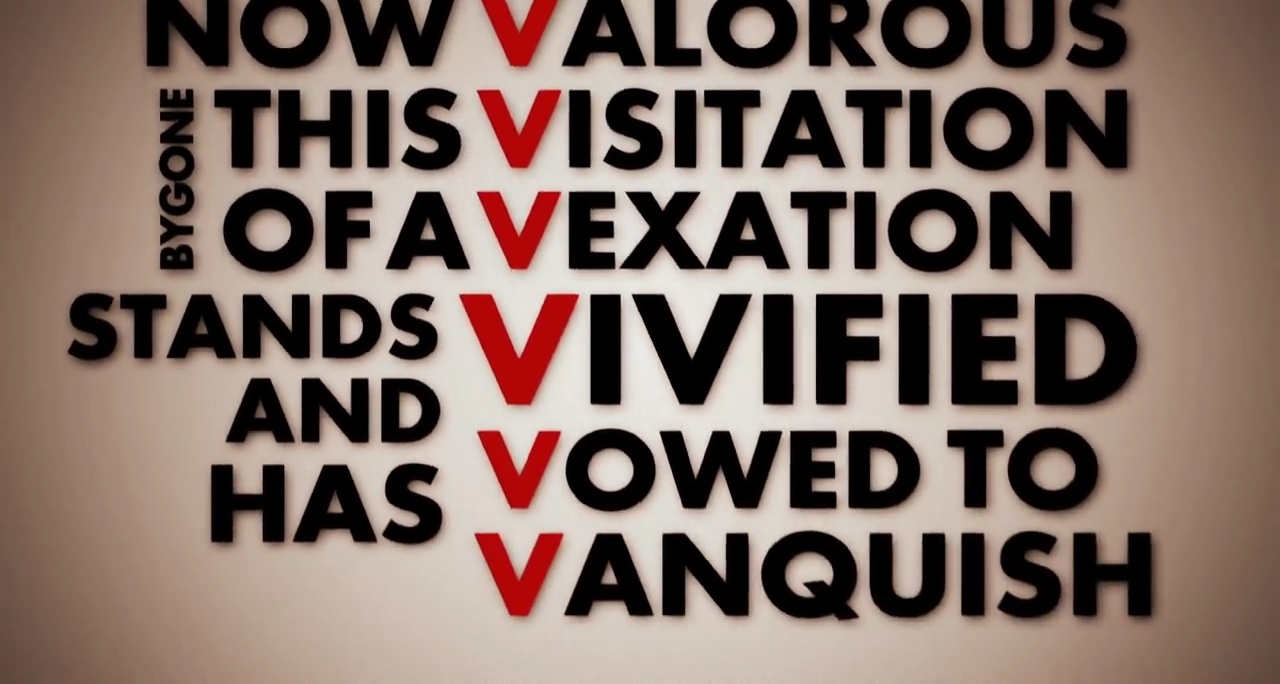 NOW VALOROUS
THIS VISITATION
OF A BYGONE VEXATION
STANDS VIVIFIED
AND
HAS VOWED TO
VANQUISH